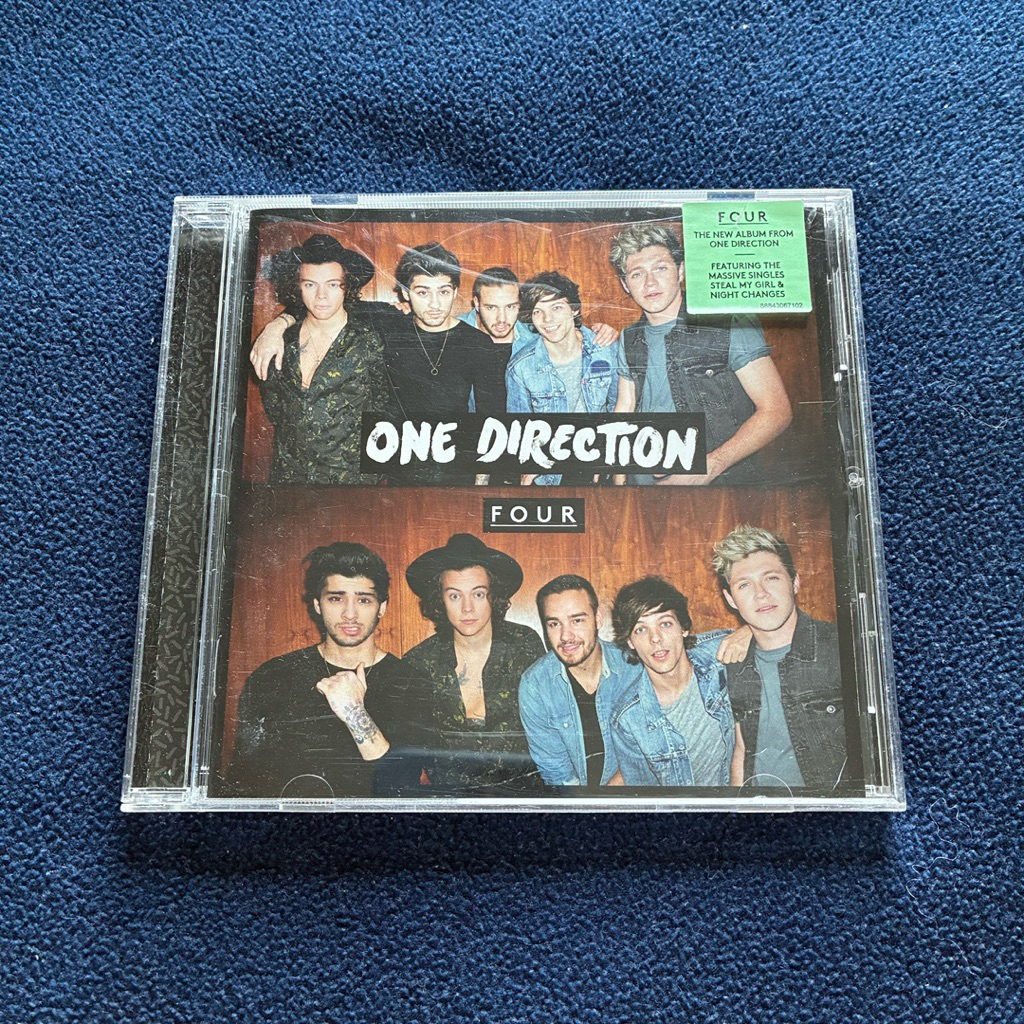 FOUR
THE NEW ALBUM FROM
ONE DIRECTION
FEATURING THE
MASSIVE SINGLES
STEAL MY GIRL &
NIGHT CHANGES
88843067102
ONE DIRECTION
FOUR